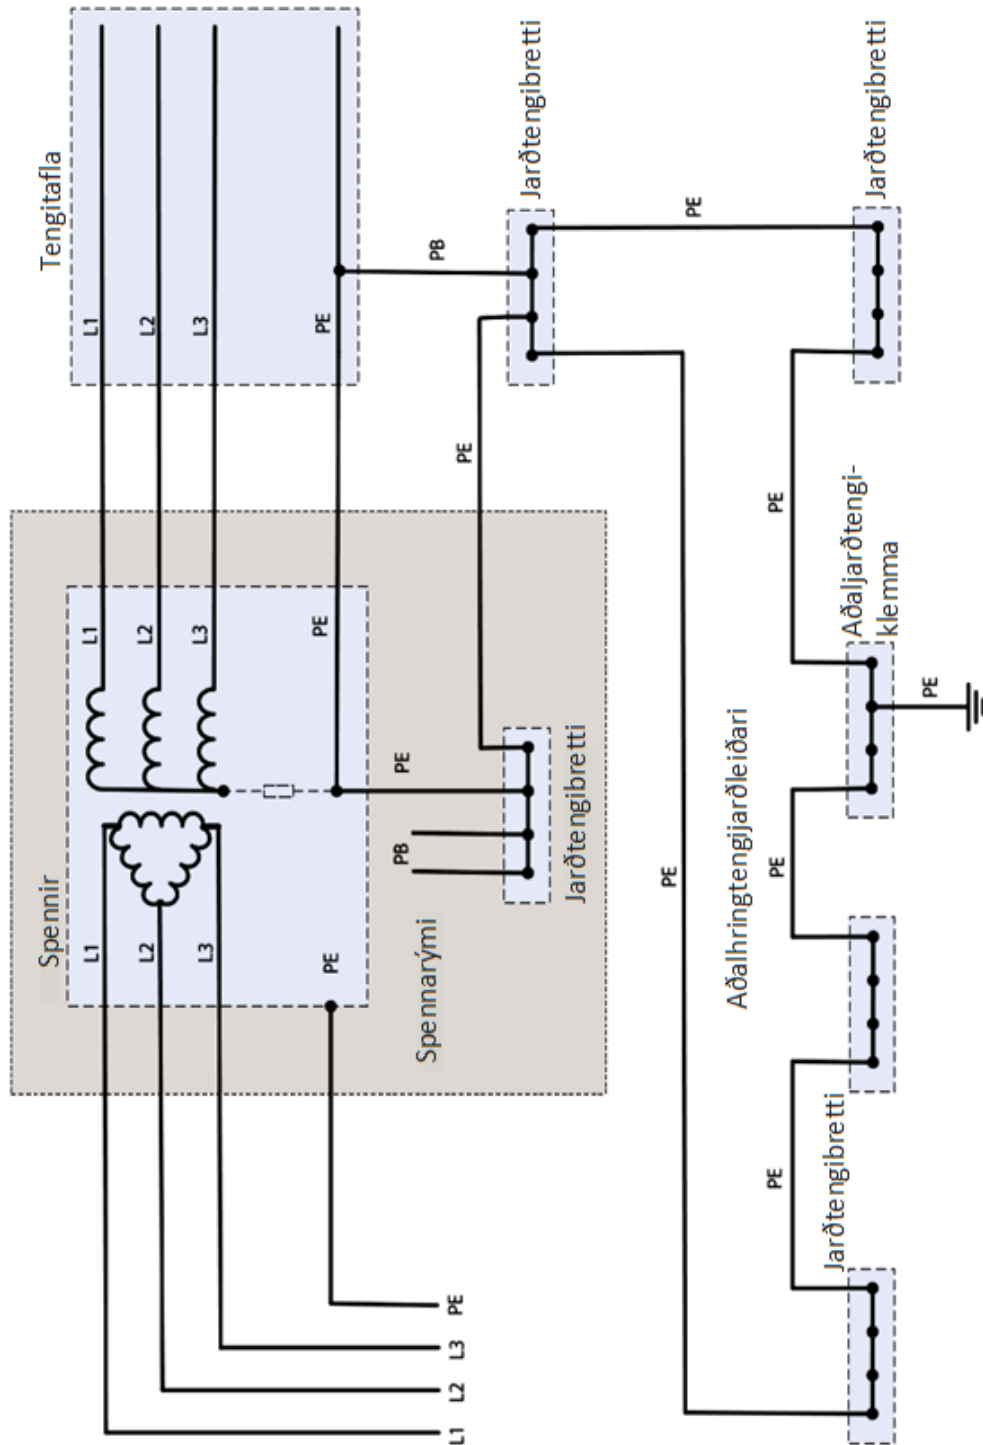 Tengitafla
L1
L2
L3
PE
Jarðtengibretti
Jarðtengibretti
PB
PE
PE
PE
Spennir
L1
L2
L3
PE
L1
L2
L3
PE
PE
PB
Spennarými
Jarðtengibretti
Aðaljarðtengi-
klemma
PE
Aðalhringtengijarðleiðari
PE
PE
PE
Jarðtengibretti
L1
L2
L3
PE